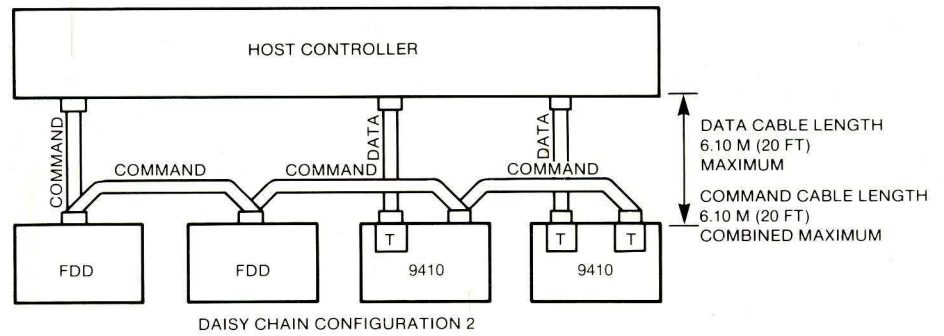 HOST CONTROLLER
COMMAND
DATA
DATA
COMMAND
COMMAND
COMMAND
DATA CABLE LENGTH
6.10 M (20 FT)
MAXIMUM
COMMAND CABLE LENGTH
6.10 M (20 FT)
COMBINED MAXIMUM
T
T
T
FDD
FDD
9410
9410
DAISY CHAIN CONFIGURATION 2